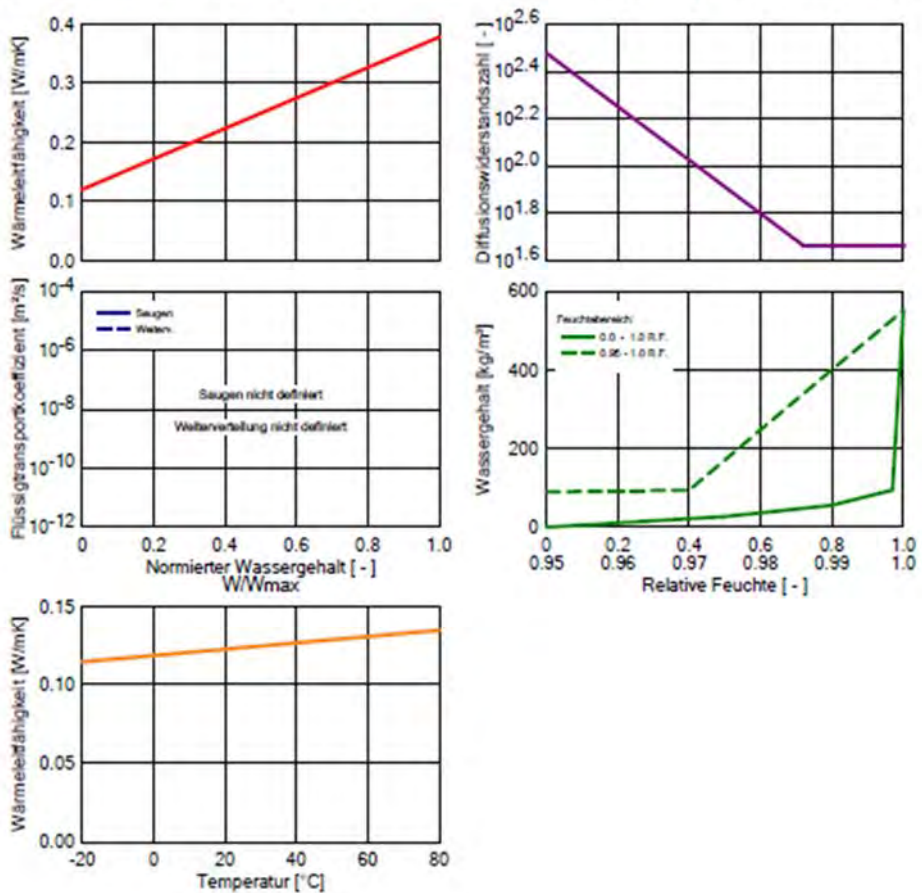 Wärmeleitfähigkeit [W/mK]
0.4
0.3
0.2
0.1
0.0
Diffusionswiderstandszahl [ - ]
10^2.6
10^2.4
10^2.2
10^2.0
10^1.8
10^1.6
Flüssigtransportkoeffizient [m²/s]
10^-4
10^-6
10^-8
10^-10
10^-12
Saugen
Weiterv.
Saugen nicht definiert
Weiterverteilung nicht definiert
0 0.2 0.4 0.6 0.8 1.0
Normierter Wassergehalt [ - ]
W/Wmax
Wassergehalt [kg/m³]
600
400
200
0
Feuchtebereich:
0.0 - 1.0 R.F.
0.95 - 1.0 R.F.
0 0.2 0.4 0.6 0.8 1.0
0.95 0.96 0.97 0.98 0.99 1.0
Relative Feuchte [ - ]
Wärmeleitfähigkeit [W/mK]
0.15
0.10
0.05
0.00
-20 0 20 40 60 80
Temperatur [°C]